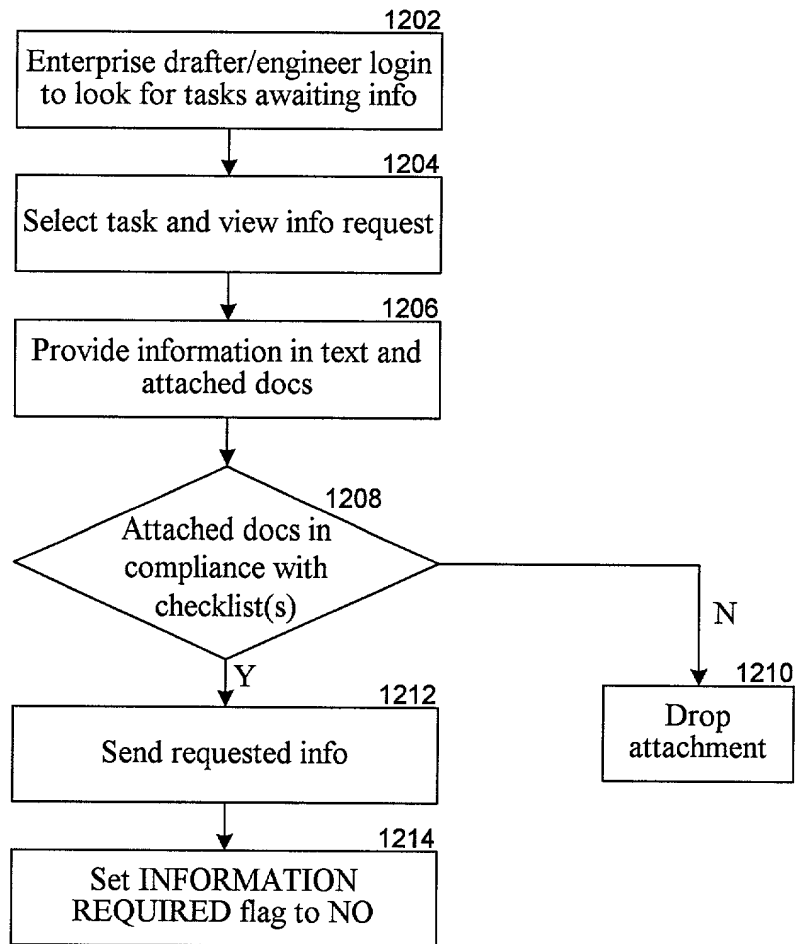 1202
Enterprise drafter/engineer login
to look for tasks awaiting info
1204
Select task and view info request
1206
Provide information in text and
attached docs
1208
Attached docs in
compliance with
checklist(s)
N
Y
1210
Drop
attachment
1212
Send requested info
1214
Set INFORMATION
REQUIRED flag to NO